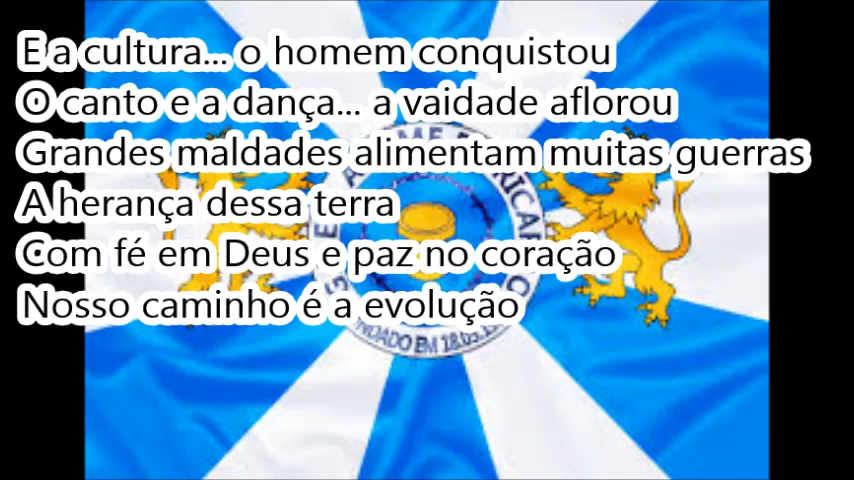 E a cultura... o homem conquistou
O canto e a dança... a vaidade aflorou
Grandes maldades alimentam muitas guerras
A herança dessa terra
Com fé em Deus e paz no coração
Nosso caminho é a evolução